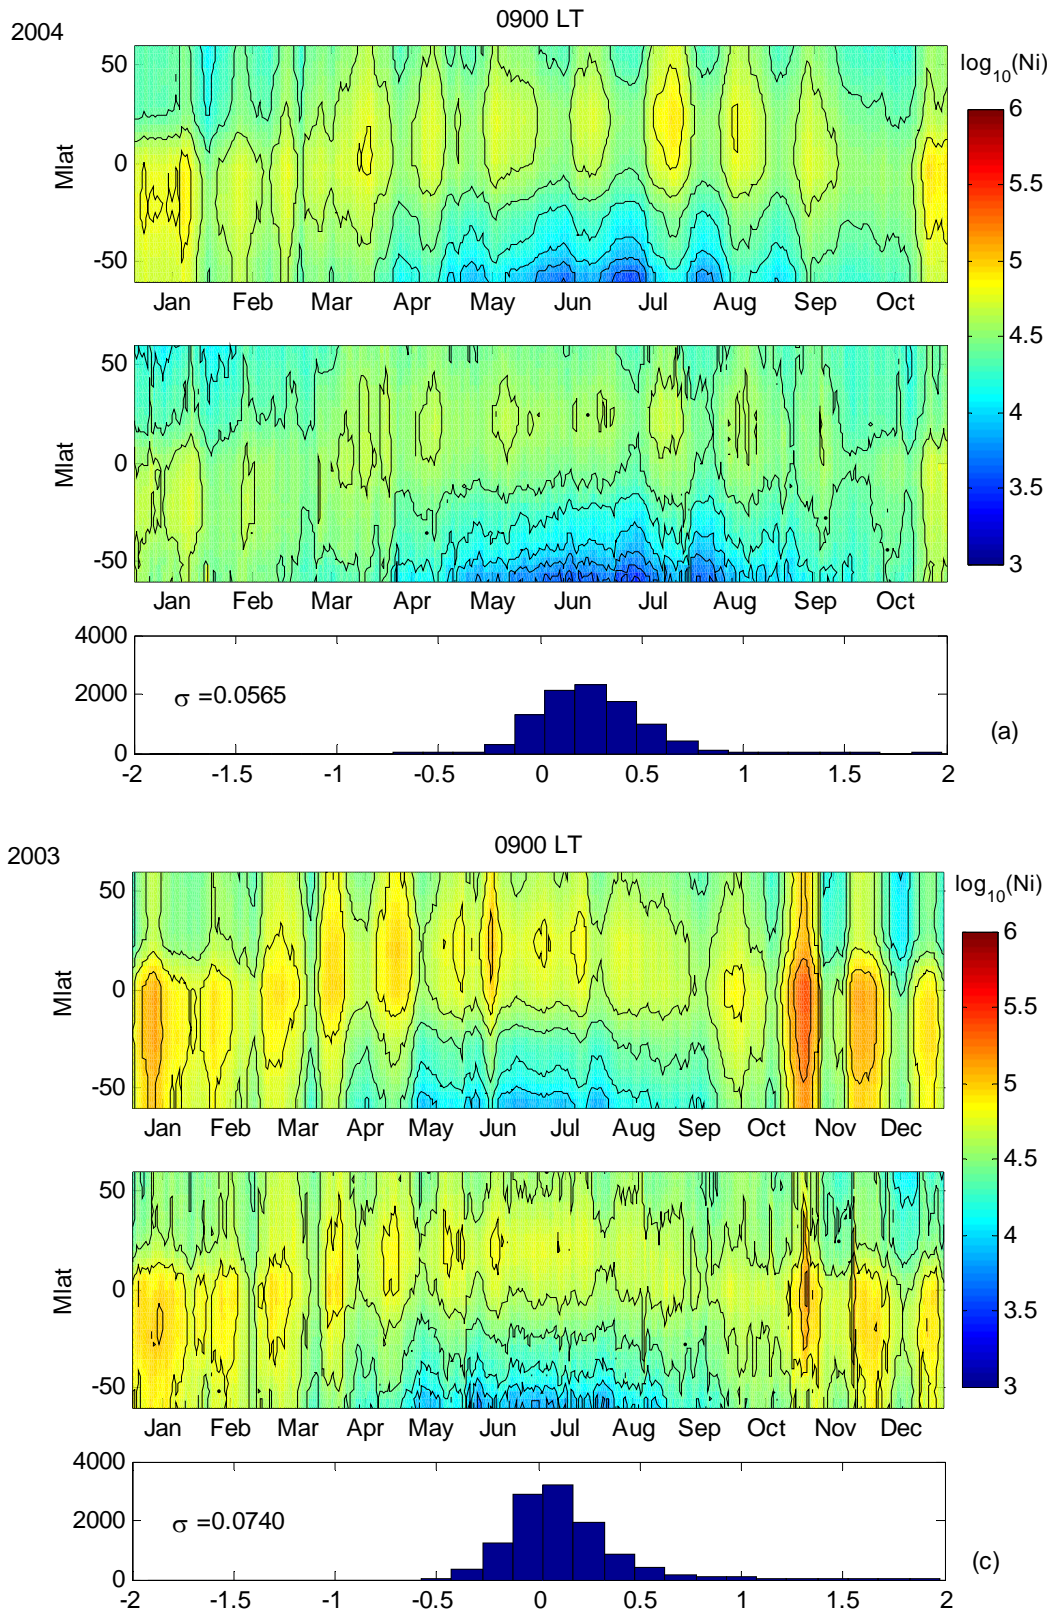 2004
0900 LT
log10(Ni)
Mlat
50
0
-50
Jan Feb Mar Apr May Jun Jul Aug Sep Oct
6
5.5
5
4.5
4
3.5
3
Mlat
50
0
-50
Jan Feb Mar Apr May Jun Jul Aug Sep Oct
4000
2000
0
σ =0.0565
-2 -1.5 -1 -0.5 0 0.5 1 1.5 2
(a)
2003
0900 LT
log10(Ni)
Mlat
50
0
-50
Jan Feb Mar Apr May Jun Jul Aug Sep Oct Nov Dec
6
5.5
5
4.5
4
3.5
3
Mlat
50
0
-50
Jan Feb Mar Apr May Jun Jul Aug Sep Oct Nov Dec
4000
2000
0
σ =0.0740
-2 -1.5 -1 -0.5 0 0.5 1 1.5 2
(c)